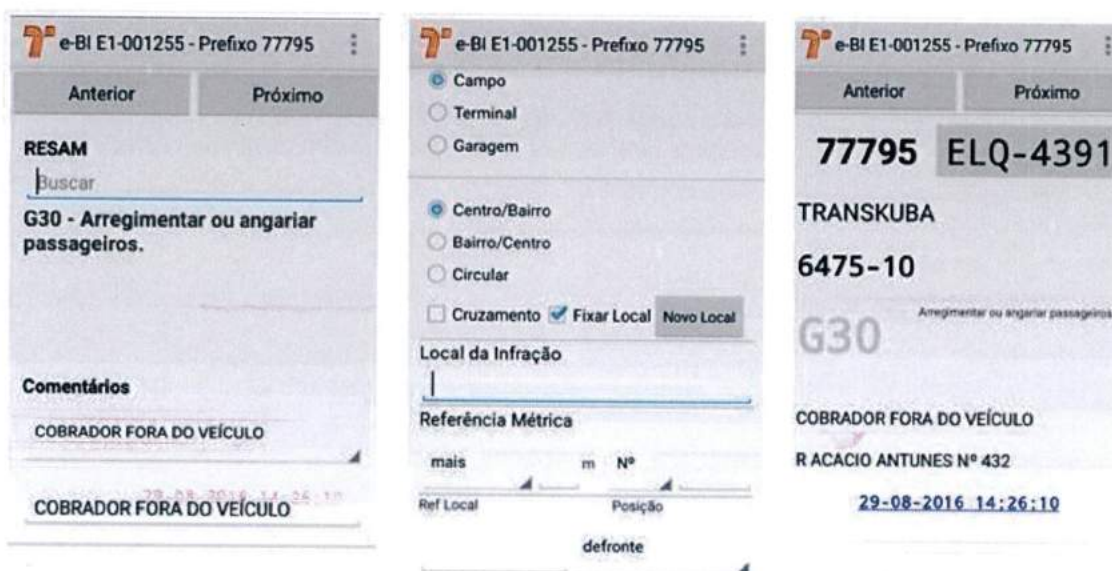 e-BI E1-001255 - Prefixo 77795
Anterior Próximo
RESAM
Buscar
G30 - Arregimentar ou angariar
passageiros.
Comentários
COBRADOR FORA DO VEÍCULO
COBRADOR FORA DO VEÍCULO
e-BI E1-001255 - Prefixo 77795
Campo
Terminal
Garagem
Centro/Bairro
Bairro/Centro
Circular
Cruzamento Fixar Local Novo Local
Local da Infração
Referência Métrica
mais m Nº
Ref Local Posição
defronte
e-BI E1-001255 - Prefixo 77795
Anterior Próximo
77795 ELQ-4391
TRANSKUBA
6475-10
Arregimentar ou angariar passageiros.
G30
COBRADOR FORA DO VEÍCULO
R ACACIO ANTUNES Nº 432
29-08-2016 14:26:10